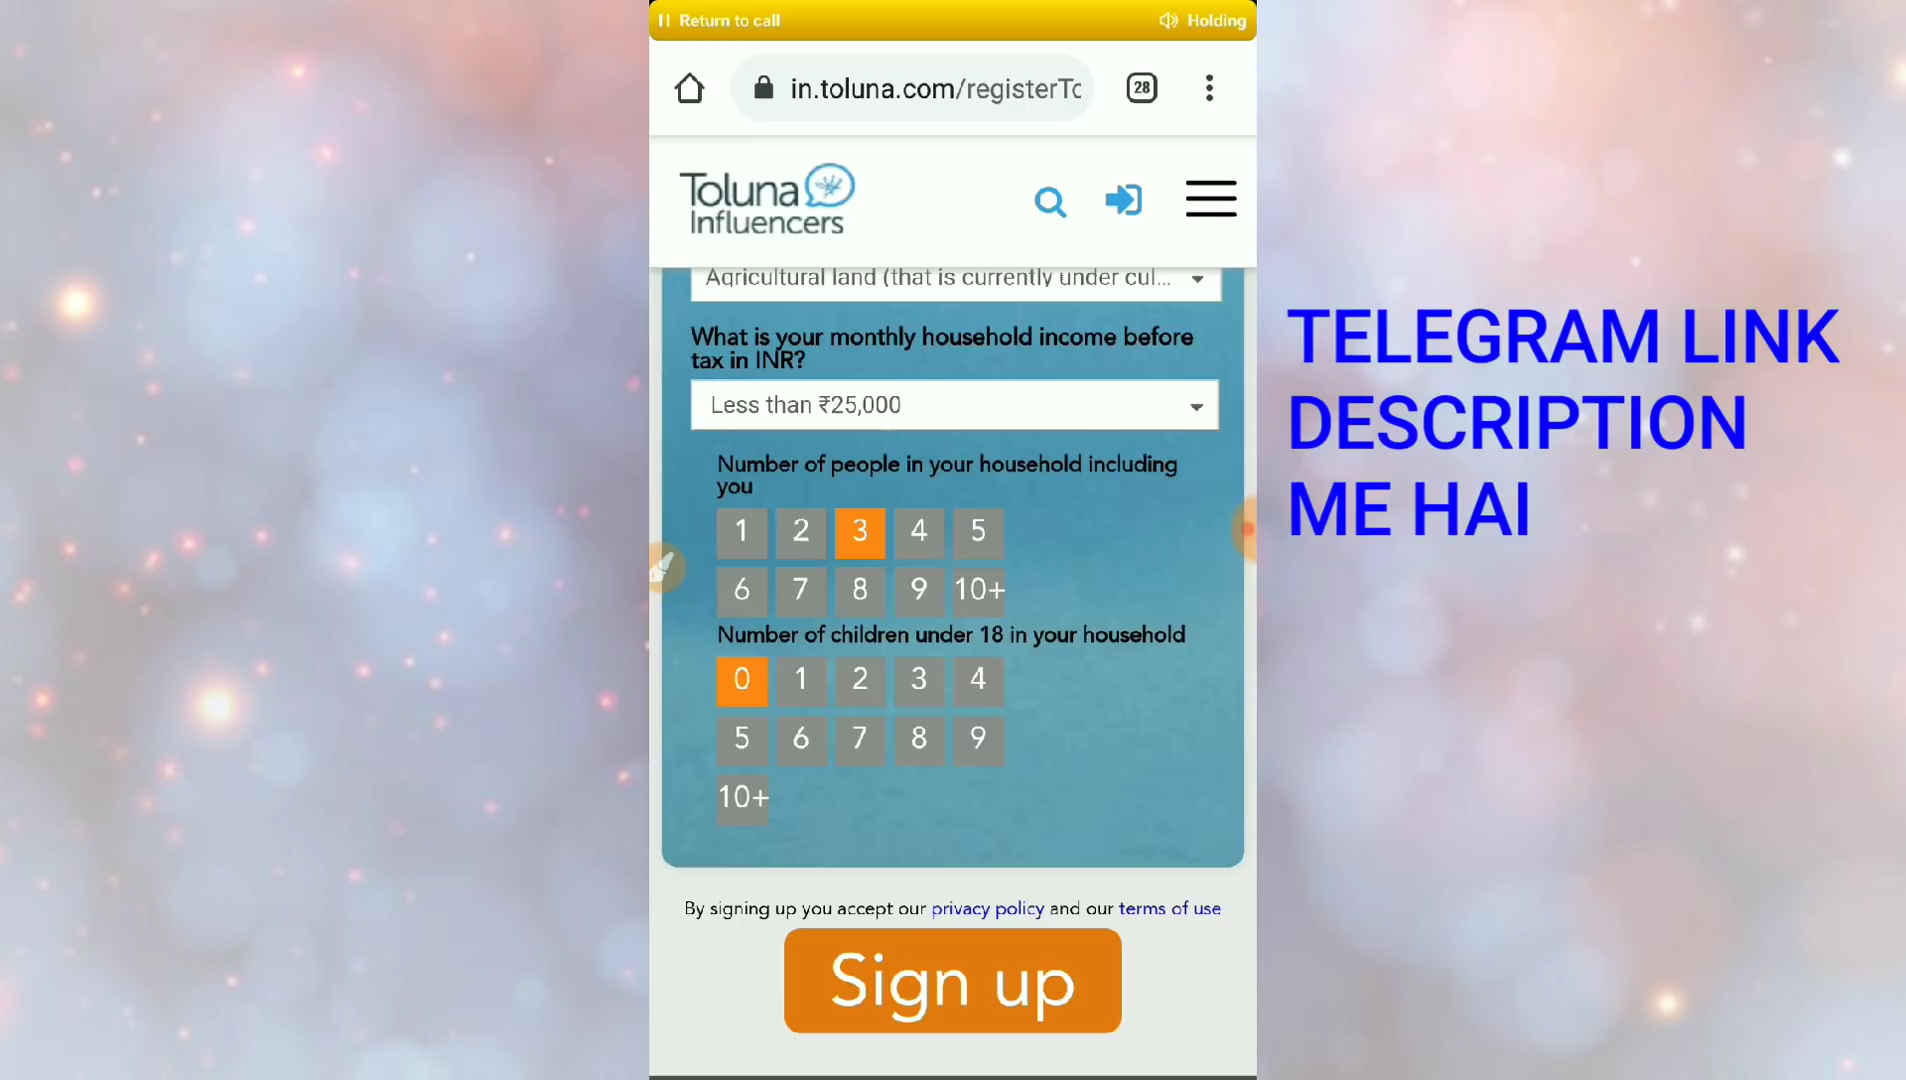 Return to call
Holding
in.toluna.com/registerTo
28
Toluna
Influencers
Agricultural land (that is currently under cul...
What is your monthly household income before
tax in INR?
Less than ₹25,000
Number of people in your household including
you
1 2 3 4 5
6 7 8 9 10+
Number of children under 18 in your household
0 1 2 3 4
5 6 7 8 9
10+
By signing up you accept our privacy policy and our terms of use
Sign up
TELEGRAM LINK
DESCRIPTION
ME HAI